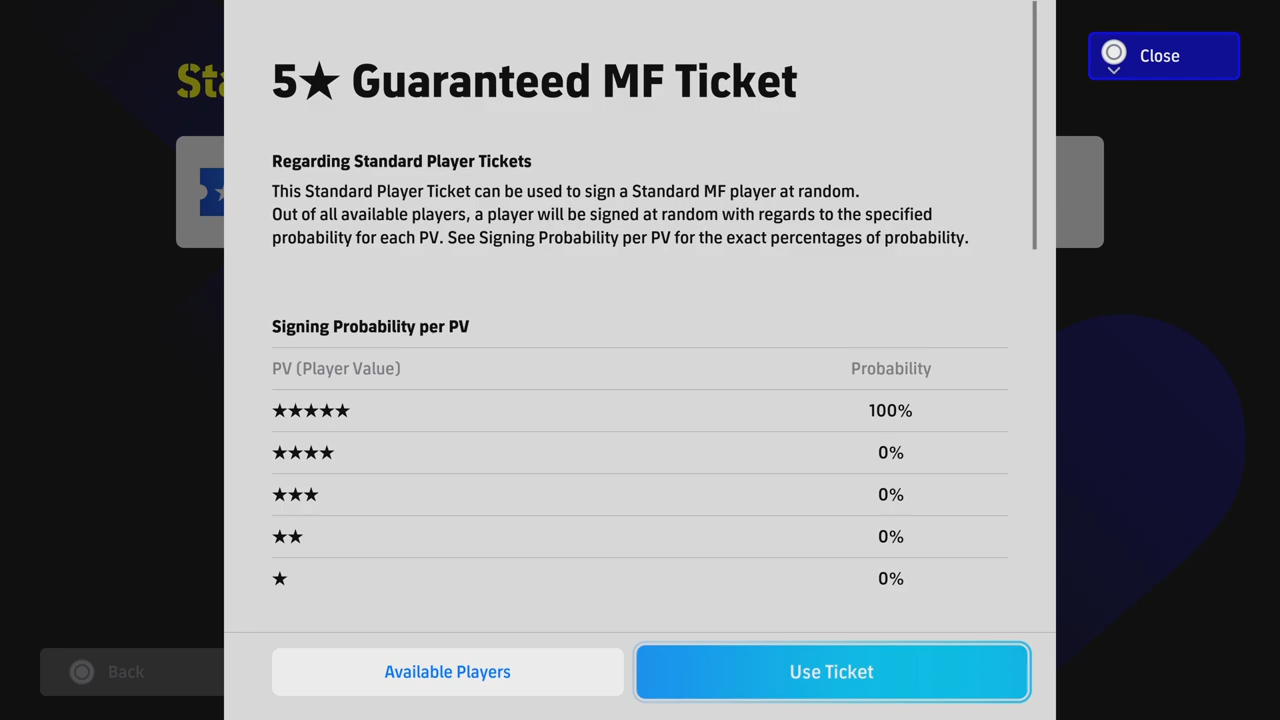 5★ Guaranteed MF Ticket
Close
Regarding Standard Player Tickets
This Standard Player Ticket can be used to sign a Standard MF player at random.
Out of all available players, a player will be signed at random with regards to the specified
probability for each PV. See Signing Probability per PV for the exact percentages of probability.
Signing Probability per PV
PV (Player Value) Probability
★★★★★ 100%
★★★★ 0%
★★★ 0%
★★ 0%
★ 0%
Back
Available Players
Use Ticket